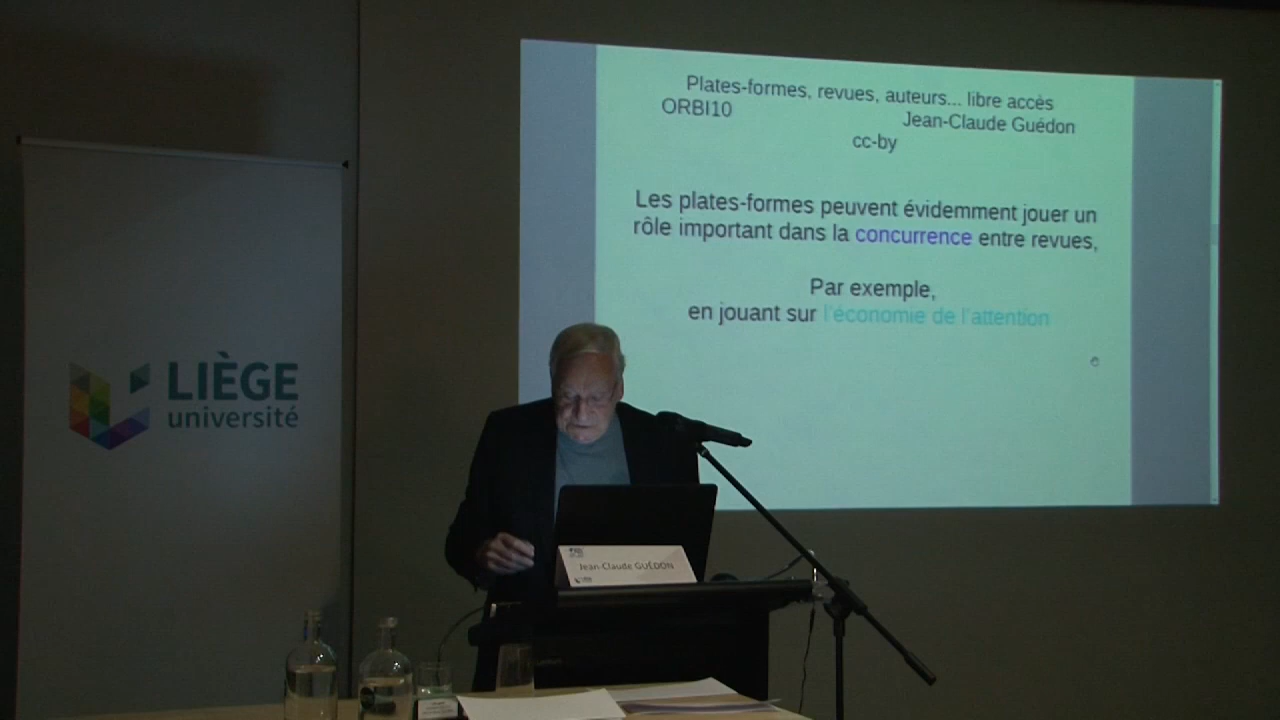 Plates-formes, revues, auteurs... libre accès
ORBI10 Jean-Claude Guédon
cc-by
Les plates-formes peuvent évidemment jouer un
rôle important dans la concurrence entre revues,
Par exemple,
en jouant sur l'économie de l'attention
LIÈGE
université
Jean-Claude GUÉDON